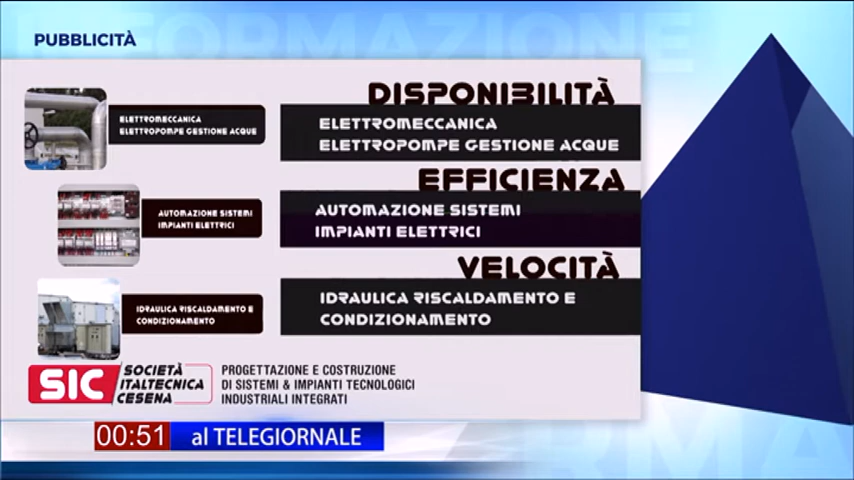 PUBBLICITÀ
DISPONIBILITÀ
ELETTROMECCANICA
ELETTROPOMPE GESTIONE ACQUE
ELETTROMECCANICA
ELETTROPOMPE GESTIONE ACQUE
EFFICIENZA
AUTOMAZIONE SISTEMI
IMPIANTI ELETTRICI
AUTOMAZIONE SISTEMI
IMPIANTI ELETTRICI
VELOCITÀ
IDRAULICA RISCALDAMENTO E
CONDIZIONAMENTO
IDRAULICA RISCALDAMENTO E
CONDIZIONAMENTO
SIC
SOCIETÀ
ITALTECNICA
CESENA
PROGETTAZIONE E COSTRUZIONE
DI SISTEMI & IMPIANTI TECNOLOGICI
INDUSTRIALI INTEGRATI
00:51 al TELEGIORNALE